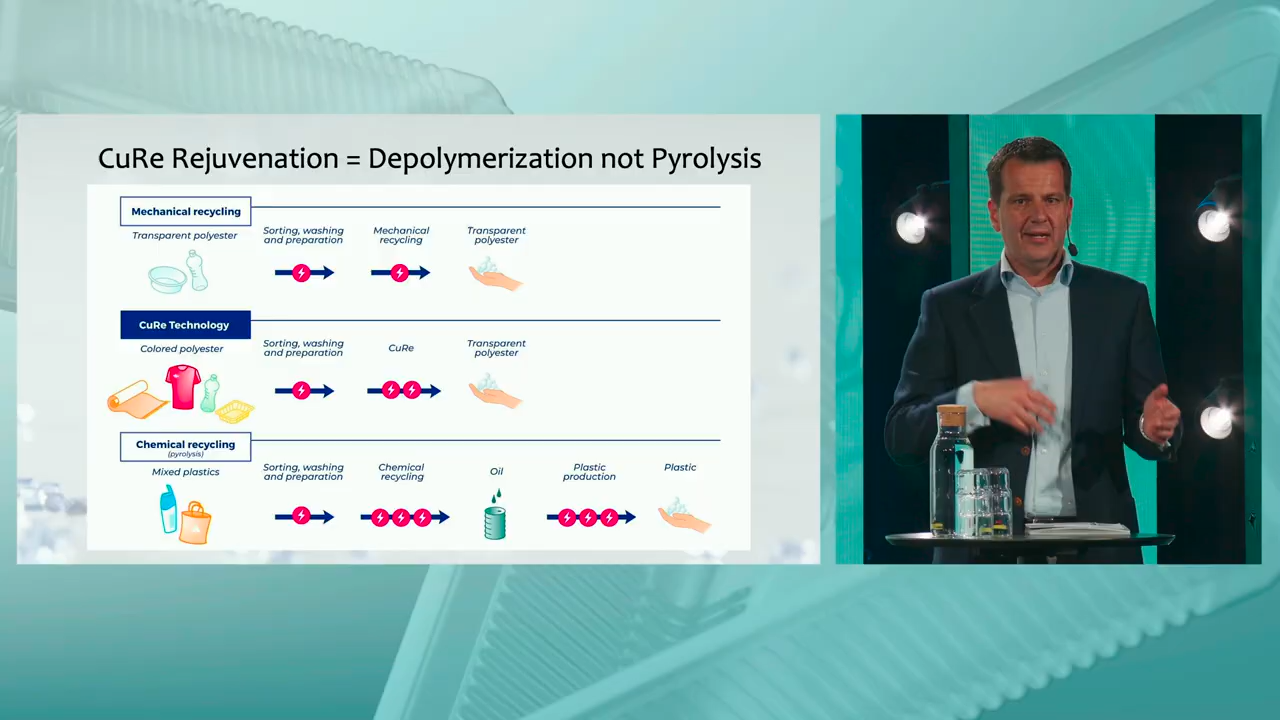 CuRe Rejuvenation = Depolymerization not Pyrolysis
Mechanical recycling
Transparent polyester
Sorting, washing
and preparation
Mechanical
recycling
Transparent
polyester
CuRe Technology
Colored polyester
Sorting, washing
and preparation
CuRe
Transparent
polyester
Chemical recycling
(pyrolysis)
Mixed plastics
Sorting, washing
and preparation
Chemical
recycling
Oil
Plastic
production
Plastic